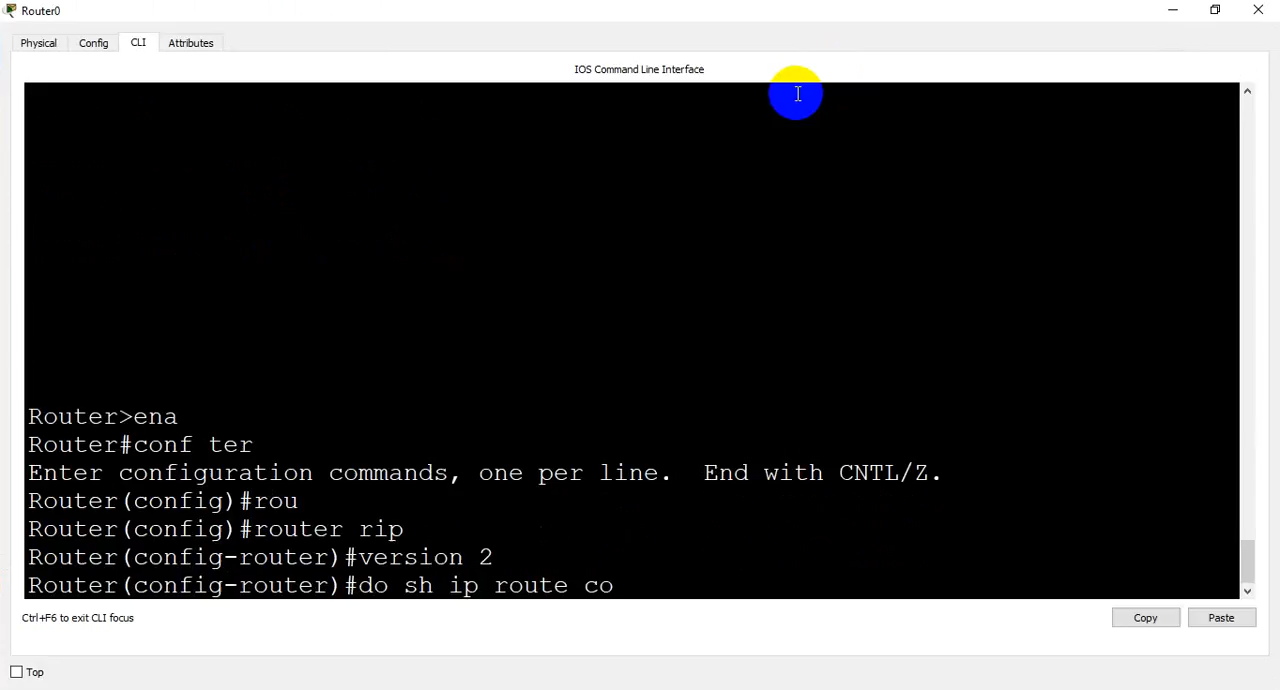 Router0
Physical Config CLI Attributes
IOS Command Line Interface
Router>ena
Router#conf ter
Enter configuration commands, one per line.  End with CNTL/Z.
Router(config)#rou
Router(config)#router rip
Router(config-router)#version 2
Router(config-router)#do sh ip route co
Ctrl+F6 to exit CLI focus
Copy Paste
Top